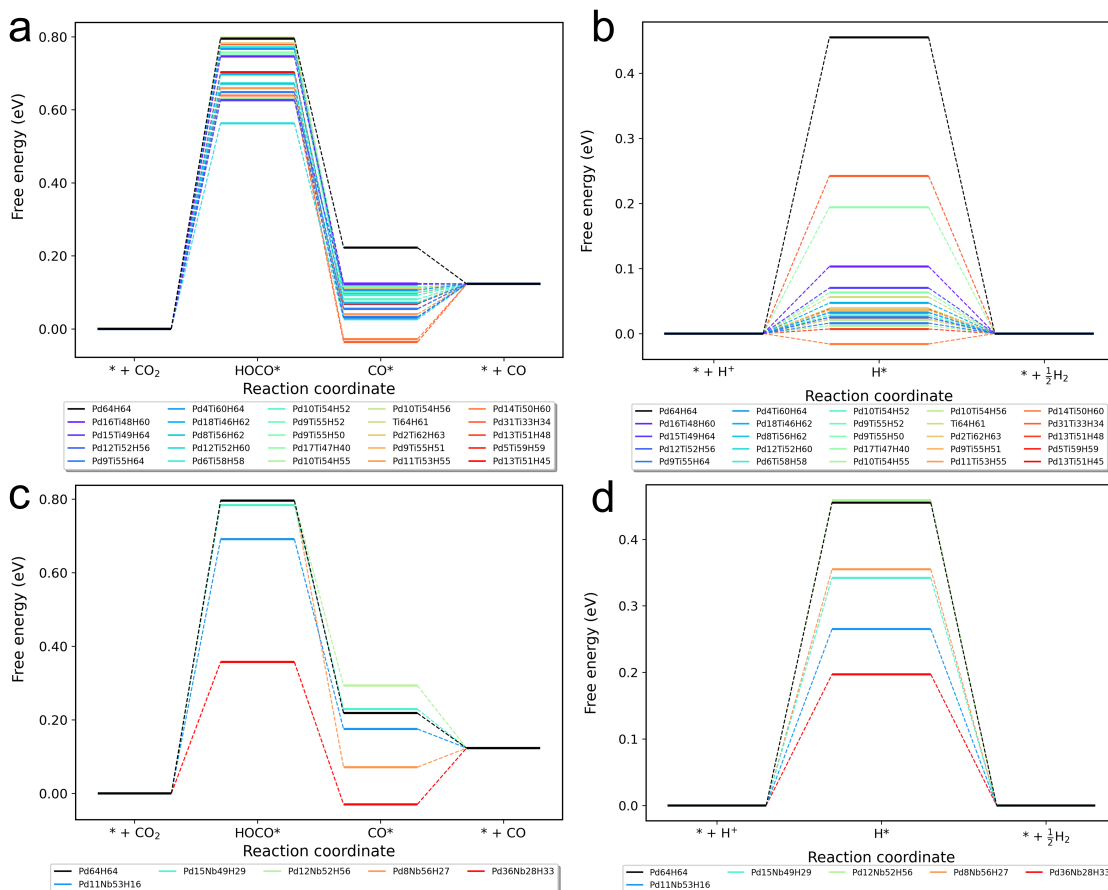 a
0.80
0.60
0.40
0.20
0.00
Free energy (eV)
* + CO₂
HOCO*
CO*
* + CO
Reaction coordinate
Pd64H64 Pd4Ti60H64 Pd10Ti54H52 Pd10Ti54H56 Pd14Ti50H60
Pd16Ti48H60 Pd18Ti46H62 Pd9Ti55H52 Ti64H61 Pd31Ti33H34
Pd15Ti49H64 Pd8Ti56H62 Pd9Ti55H50 Pd2Ti62H63 Pd13Ti51H48
Pd12Ti52H56 Pd12Ti52H60 Pd17Ti47H40 Pd9Ti55H51 Pd5Ti59H59
Pd9Ti55H64 Pd6Ti58H58 Pd10Ti54H55 Pd11Ti53H55 Pd13Ti51H45
b
0.4
0.3
0.2
0.1
0.0
Free energy (eV)
* + H⁺
H*
* + ½H₂
Reaction coordinate
Pd64H64 Pd4Ti60H64 Pd10Ti54H52 Pd10Ti54H56 Pd14Ti50H60
Pd16Ti48H60 Pd18Ti46H62 Pd9Ti55H52 Ti64H61 Pd31Ti33H34
Pd15Ti49H64 Pd8Ti56H62 Pd9Ti55H50 Pd2Ti62H63 Pd13Ti51H48
Pd12Ti52H56 Pd12Ti52H60 Pd17Ti47H40 Pd9Ti55H51 Pd5Ti59H59
Pd9Ti55H64 Pd6Ti58H58 Pd10Ti54H55 Pd11Ti53H55 Pd13Ti51H45
c
0.80
0.60
0.40
0.20
0.00
Free energy (eV)
* + CO₂
HOCO*
CO*
* + CO
Reaction coordinate
Pd64H64 Pd15Nb49H29 Pd12Nb52H56 Pd8Nb56H27 Pd36Nb28H33
Pd11Nb53H16
d
0.4
0.3
0.2
0.1
0.0
Free energy (eV)
* + H⁺
H*
* + ½H₂
Reaction coordinate
Pd64H64 Pd15Nb49H29 Pd12Nb52H56 Pd8Nb56H27 Pd36Nb28H33
Pd11Nb53H16